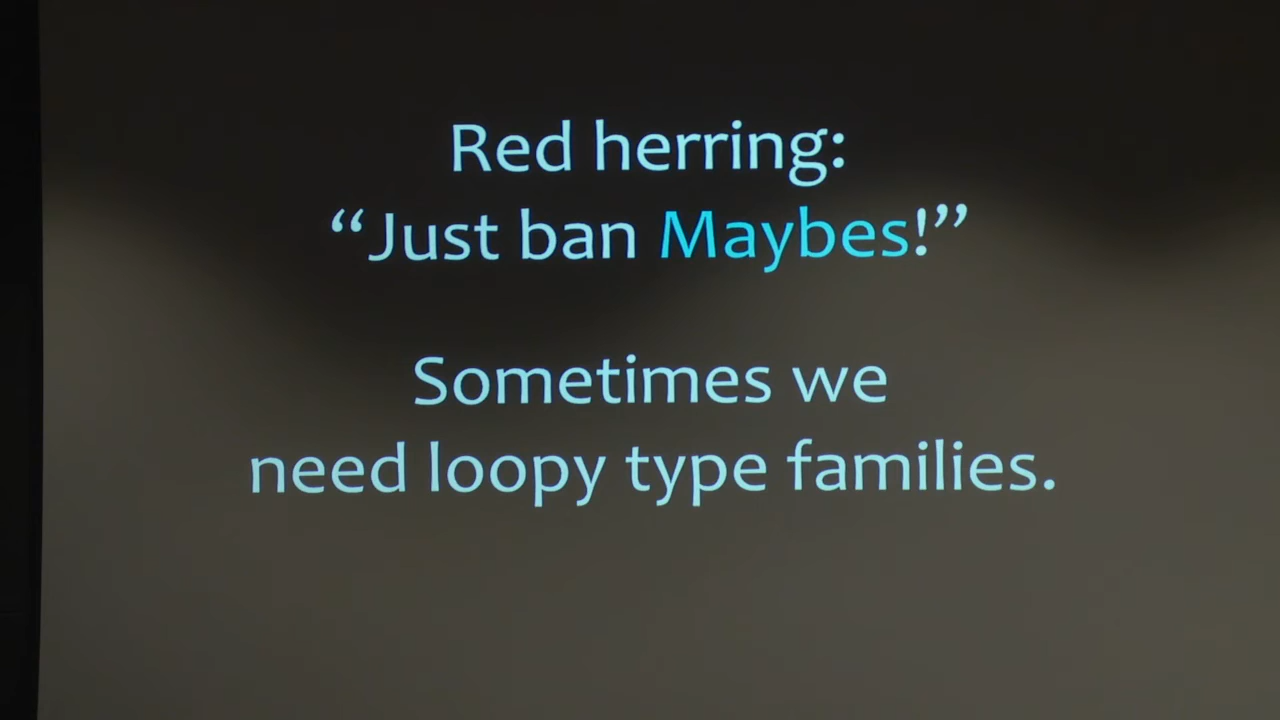 Red herring:
“Just ban Maybes!”
Sometimes we
need loopy type families.